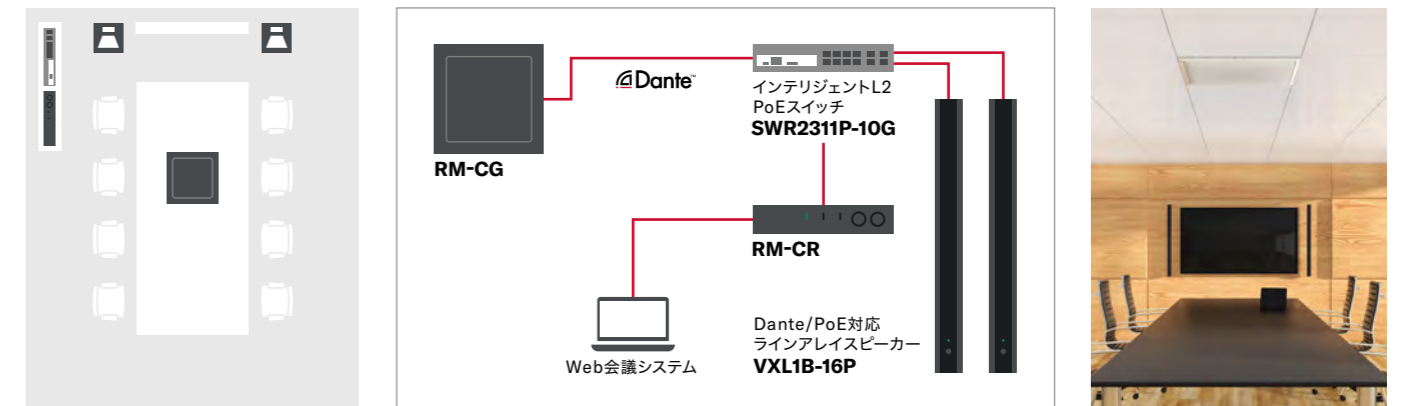 Dante™
インテリジェントL2
PoEスイッチ
SWR2311P-10G
RM-CG
RM-CR
Dante/PoE対応
ラインアレイスピーカー
VXL1B-16P
Web会議システム